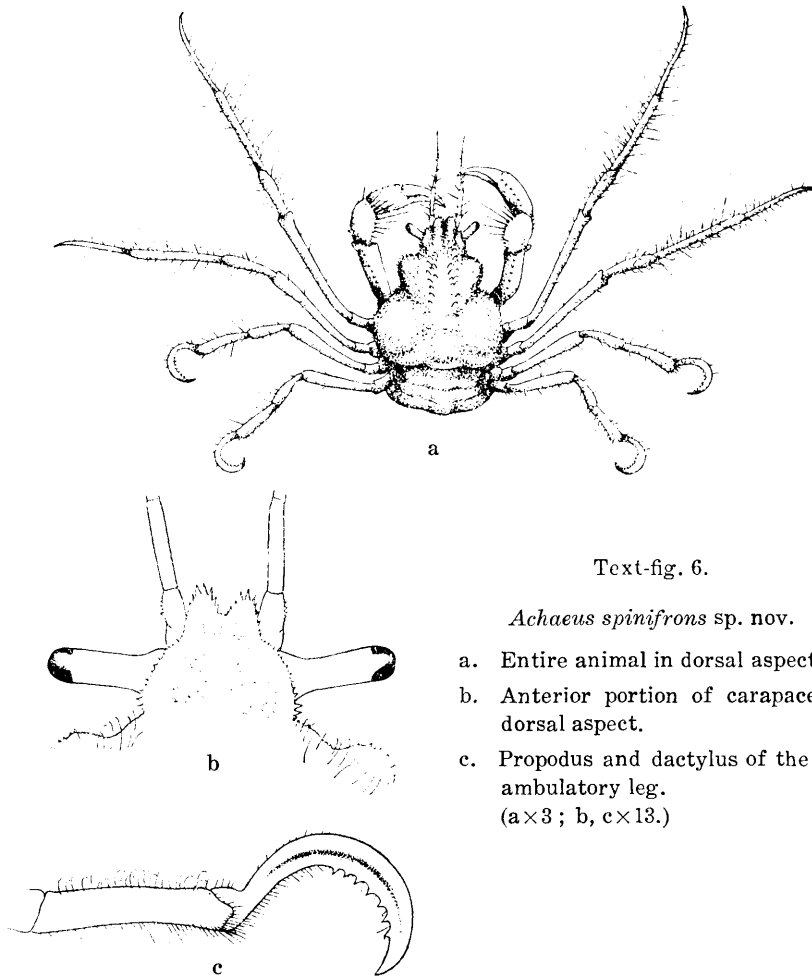 a
b
c
Text-fig. 6.
Achaeus spinifrons sp. nov.
a. Entire animal in dorsal aspect
b. Anterior portion of carapace
dorsal aspect.
c. Propodus and dactylus of the
ambulatory leg.
(a×3 ; b, c×13.)